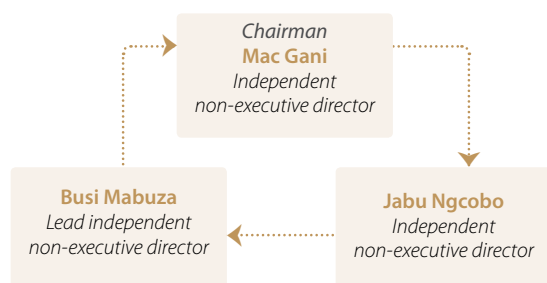 Chairman
Mac Gani
Independent
non-executive director
Busi Mabuza
Lead independent
non-executive director
Jabu Ngcobo
Independent
non-executive director